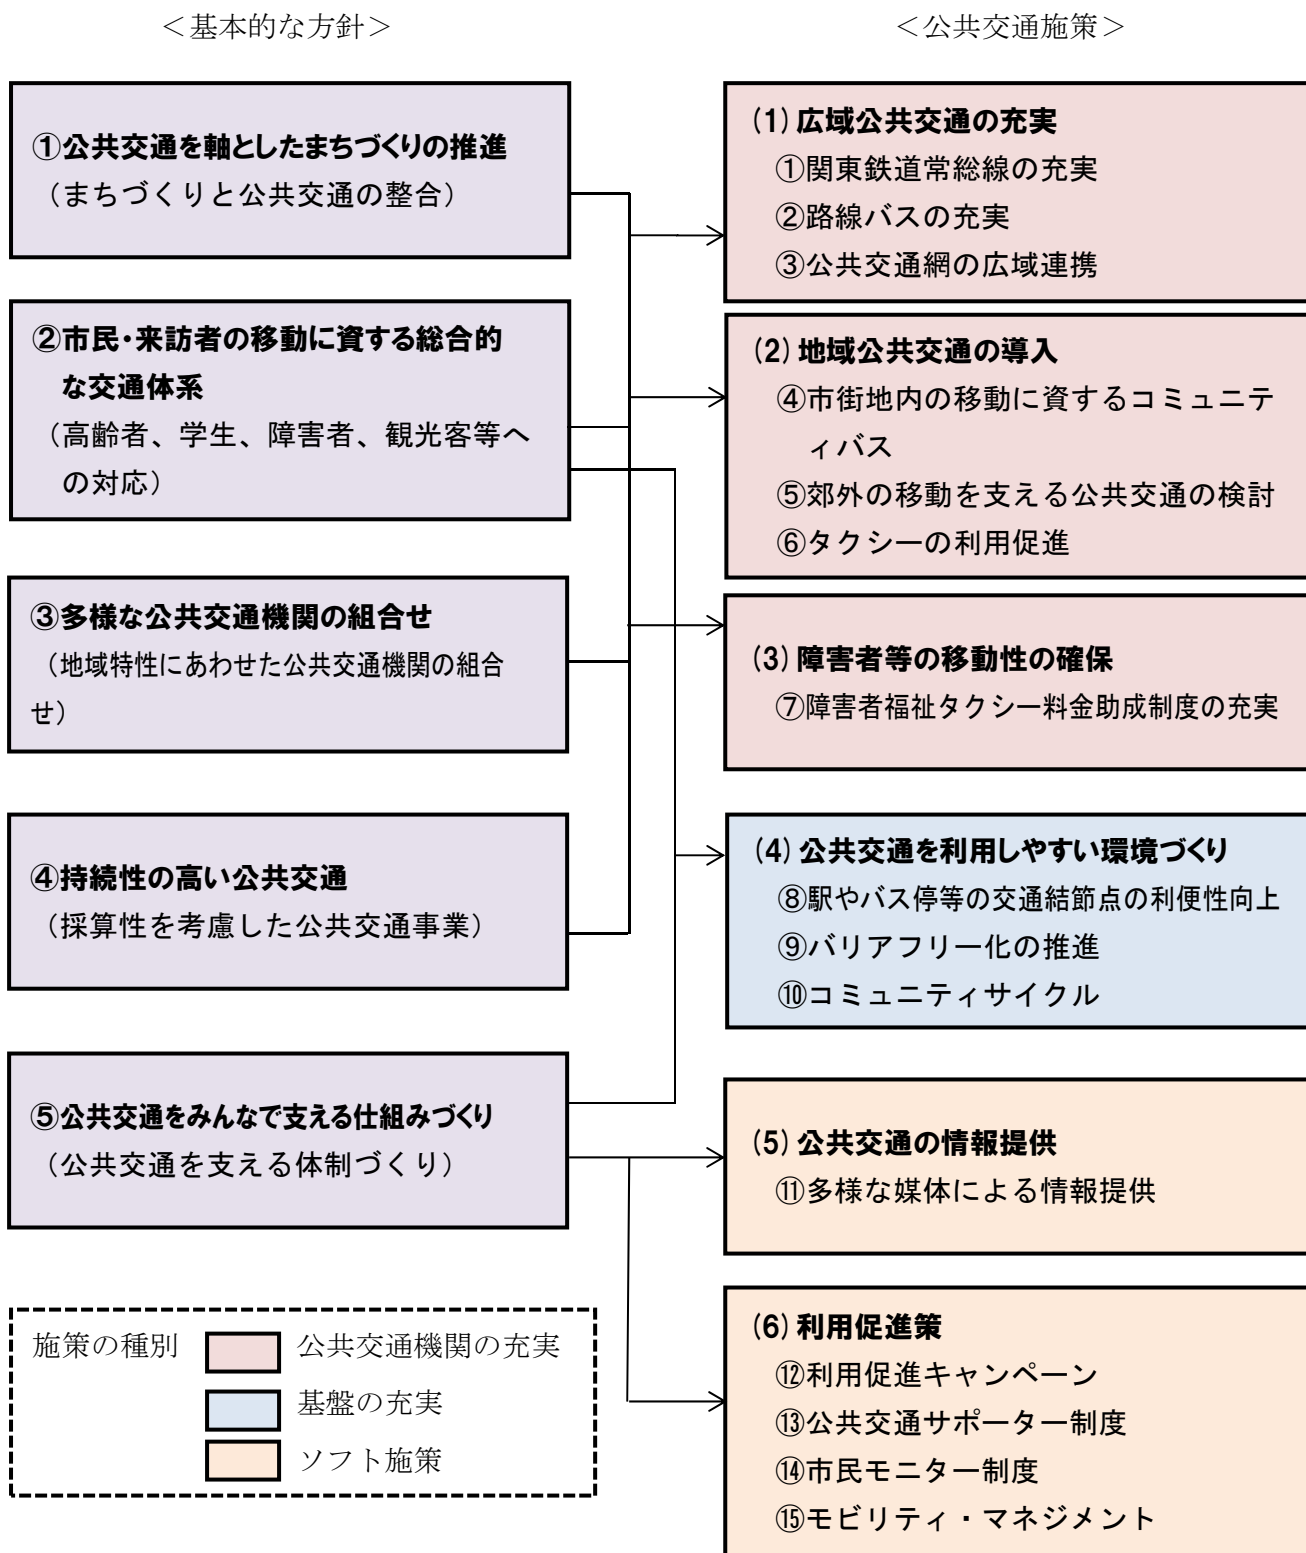 ＜基本的な方針＞
①公共交通を軸としたまちづくりの推進
（まちづくりと公共交通の整合）
②市民・来訪者の移動に資する総合的
な交通体系
（高齢者、学生、障害者、観光客等へ
の対応）
③多様な公共交通機関の組合せ
（地域特性にあわせた公共交通機関の組合
せ）
④持続性の高い公共交通
（採算性を考慮した公共交通事業）
⑤公共交通をみんなで支える仕組みづくり
（公共交通を支える体制づくり）
施策の種別
公共交通機関の充実
基盤の充実
ソフト施策
＜公共交通施策＞
(1)広域公共交通の充実
①関東鉄道常総線の充実
②路線バスの充実
③公共交通網の広域連携
(2)地域公共交通の導入
④市街地内の移動に資するコミュニテ
ィバス
⑤郊外の移動を支える公共交通の検討
⑥タクシーの利用促進
(3)障害者等の移動性の確保
⑦障害者福祉タクシー料金助成制度の充実
(4)公共交通を利用しやすい環境づくり
⑧駅やバス停等の交通結節点の利便性向上
⑨バリアフリー化の推進
⑩コミュニティサイクル
(5)公共交通の情報提供
⑪多様な媒体による情報提供
(6)利用促進策
⑫利用促進キャンペーン
⑬公共交通サポーター制度
⑭市民モニター制度
⑮モビリティ・マネジメント